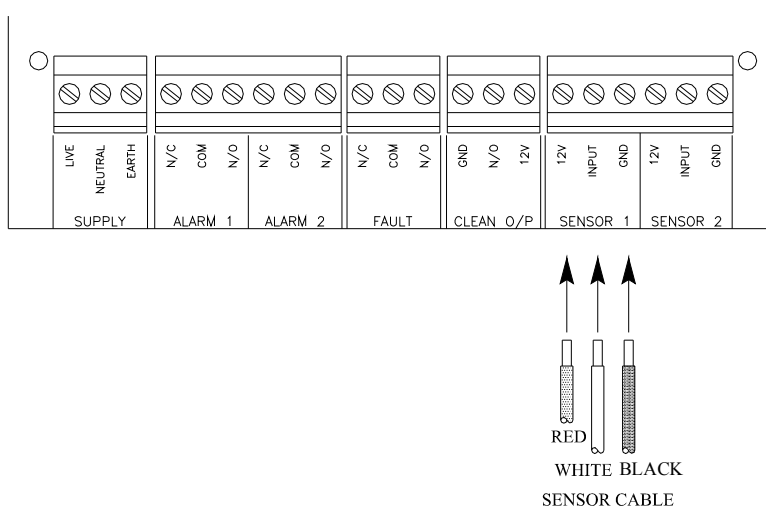 LIVE NEUTRAL EARTH N/C COM N/O N/C COM N/O N/C COM N/O GND N/O 12V 12V INPUT GND 12V INPUT GND
SUPPLY ALARM 1 ALARM 2 FAULT CLEAN O/P SENSOR 1 SENSOR 2
RED
WHITE BLACK
SENSOR CABLE